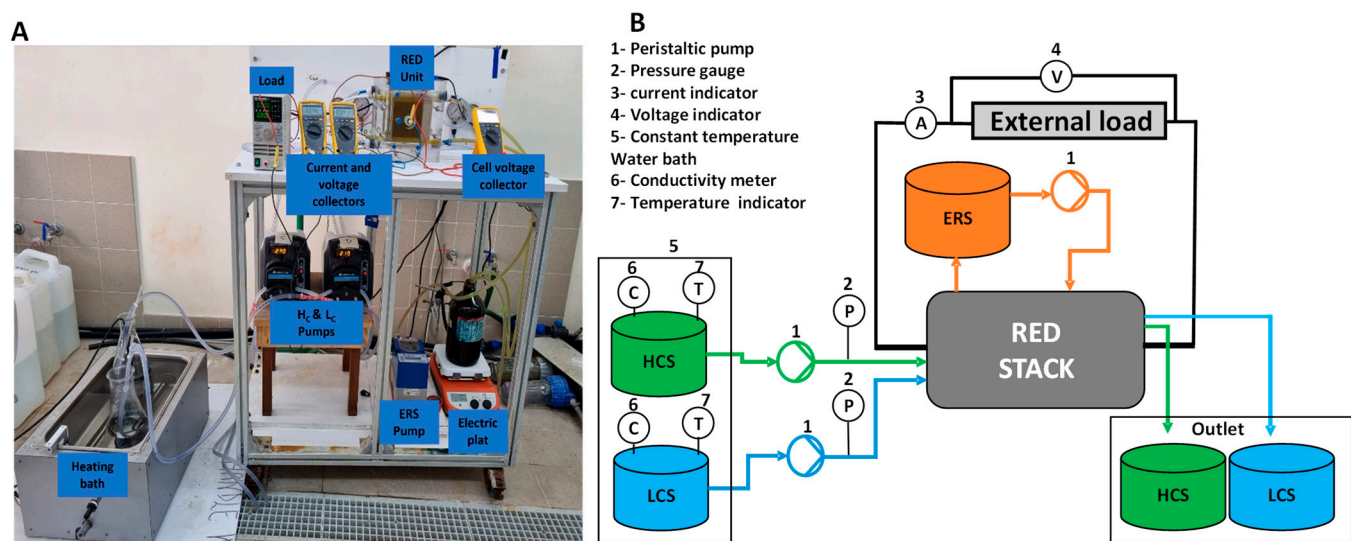 A
Load
RED
Unit
Current and
voltage
collectors
Cell voltage
collector
HC & LC
Pumps
ERS
Pump
Electric
plat
Heating
bath
B
1- Peristaltic pump
2- Pressure gauge
3- current indicator
4- Voltage indicator
5- Constant temperature
Water bath
6- Conductivity meter
7- Temperature indicator
4
V
3
A
External load
1
ERS
5
6
C
7
T
HCS
1
2
P
RED
STACK
6
C
7
T
LCS
1
2
P
Outlet
HCS
LCS